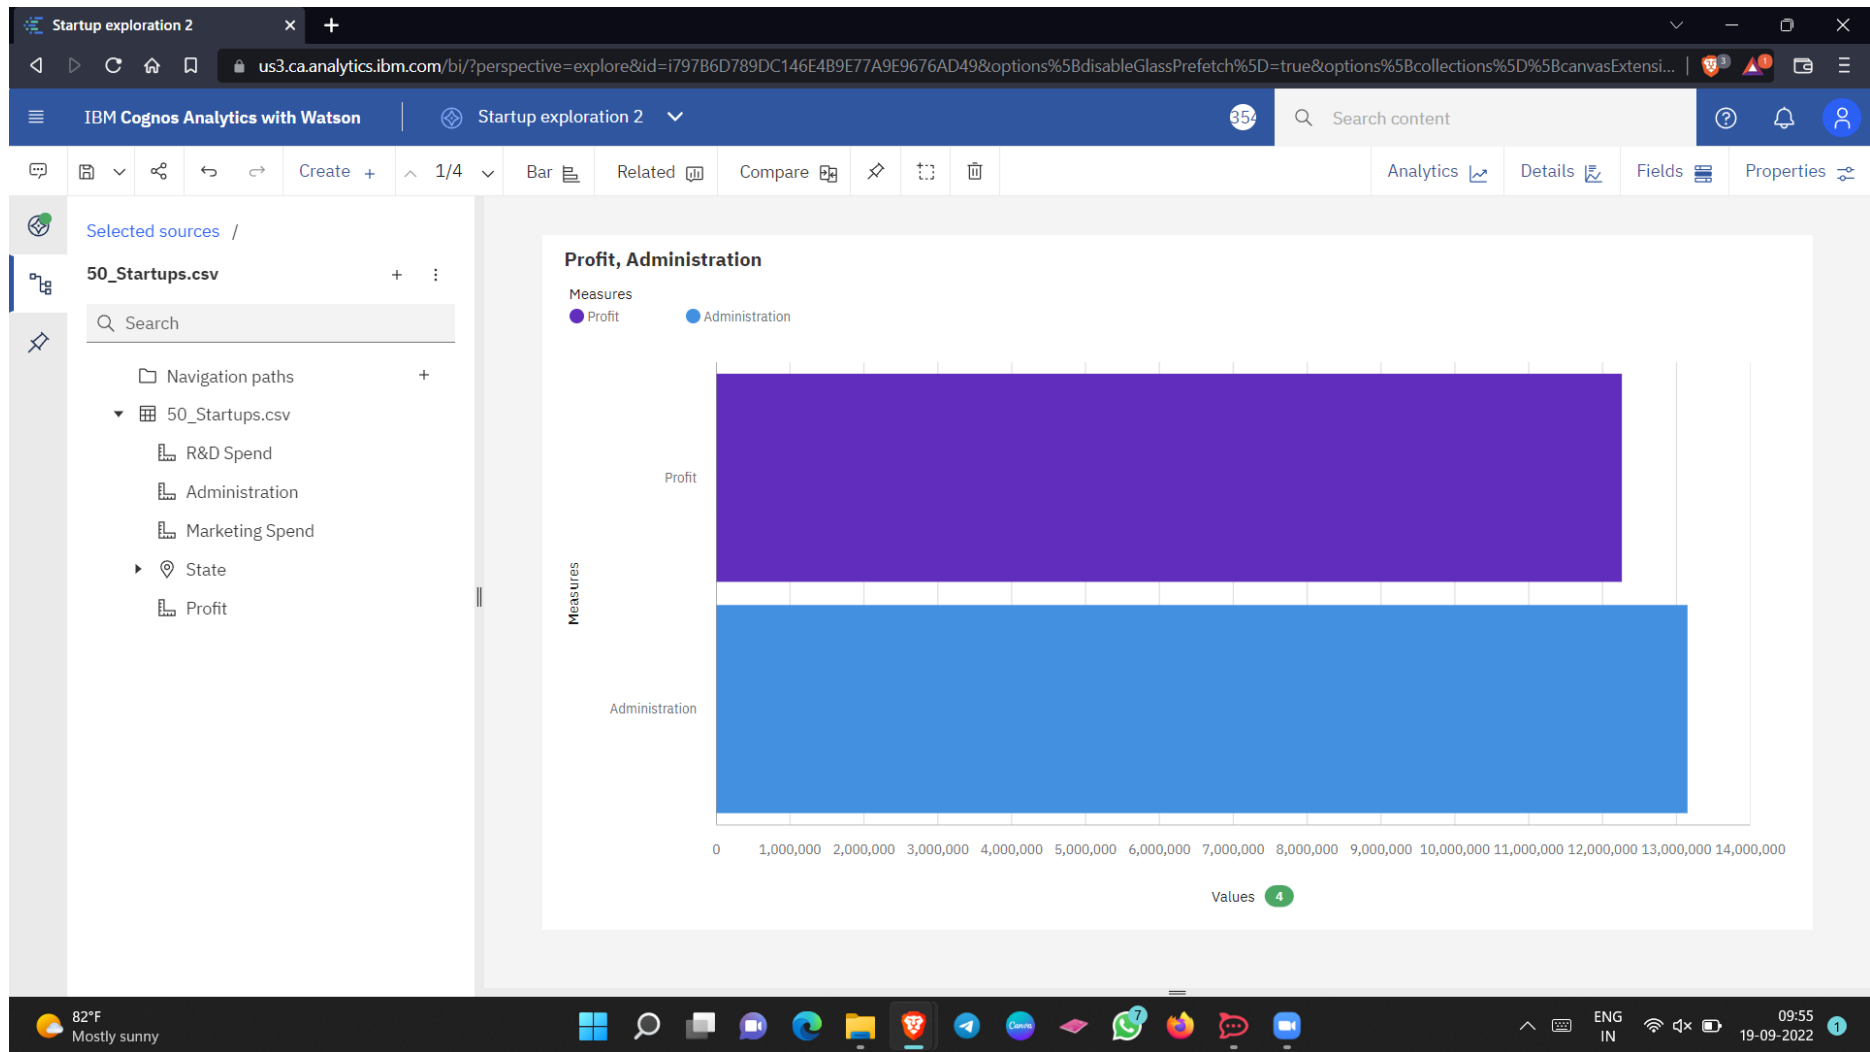 Startup exploration 2
us3.ca.analytics.ibm.com/bi/?perspective=explore&id=i797B6D789DC146E4B9E77A9E9676AD49&options%5BdisableGlassPrefetch%5D=true&options%5Bcollections%5D%5BcanvasExtensi...
3
1
IBM Cognos Analytics with Watson
Startup exploration 2
354
Search content
Create +
1/4
Bar
Related
Compare
Analytics
Details
Fields
Properties
Selected sources /
50_Startups.csv
Search
Navigation paths
50_Startups.csv
R&D Spend
Administration
Marketing Spend
State
Profit
Profit, Administration
Measures
Profit
Administration
Profit
Measures
Administration
0 1,000,000 2,000,000 3,000,000 4,000,000 5,000,000 6,000,000 7,000,000 8,000,000 9,000,000 10,000,000 11,000,000 12,000,000 13,000,000 14,000,000
Values 4
82°F
Mostly sunny
Canva
7
ENG
IN
09:55
19-09-2022
1